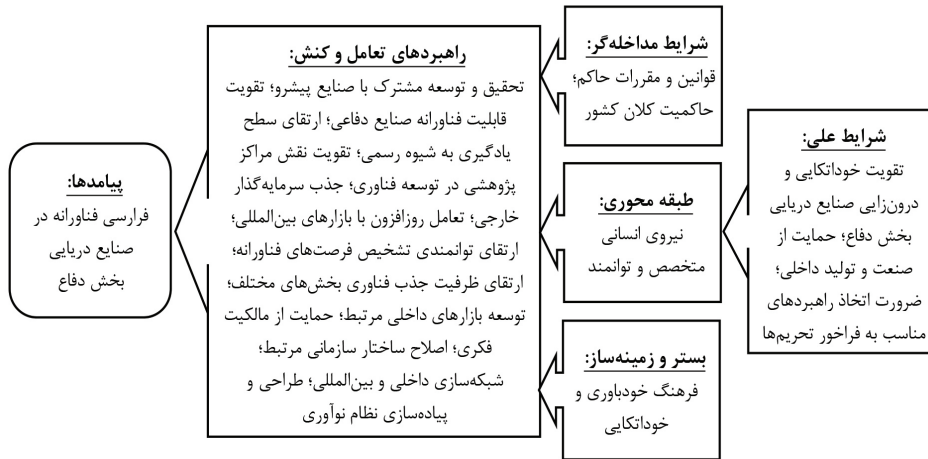 شرایط علی:
تقویت خوداتکایی و
درون‌زایی صنایع دریایی
بخش دفاع؛ حمایت از
صنعت و تولید داخلی؛
ضرورت اتخاذ راهبردهای
مناسب به فراخور تحریم‌ها
شرایط مداخله‌گر:
قوانین و مقررات حاکم؛
حاکمیت کلان کشور
طبقه محوری:
نیروی انسانی
متخصص و توانمند
بستر و زمینه‌ساز:
فرهنگ خودباوری و
خوداتکایی
راهبردهای تعامل و کنش:
تحقیق و توسعه مشترک با صنایع پیشرو؛ تقویت
قابلیت فناورانه صنایع دفاعی؛ ارتقای سطح
یادگیری به شیوه رسمی؛ تقویت نقش مراکز
پژوهشی در توسعه فناوری؛ جذب سرمایه‌گذار
خارجی؛ تعامل روزافزون با بازارهای بین‌المللی؛
ارتقای توانمندی تشخیص فرصت‌های فناورانه؛
ارتقای ظرفیت جذب فناوری بخش‌های مختلف؛
توسعه بازارهای داخلی مرتبط؛ حمایت از مالکیت
فکری؛ اصلاح ساختار سازمانی مرتبط؛
شبکه‌سازی داخلی و بین‌المللی؛ طراحی و
پیاده‌سازی نظام نوآوری
پیامدها:
فرارسی فناورانه در
صنایع دریایی
بخش دفاع